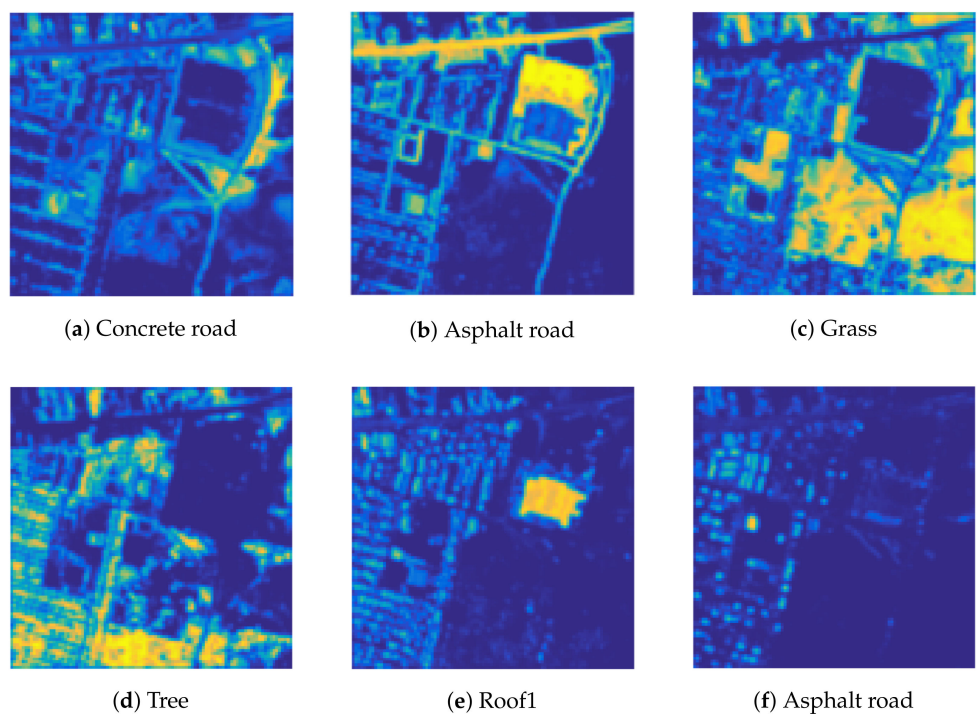 (a) Concrete road
(b) Asphalt road
(c) Grass
(d) Tree
(e) Roof1
(f) Asphalt road